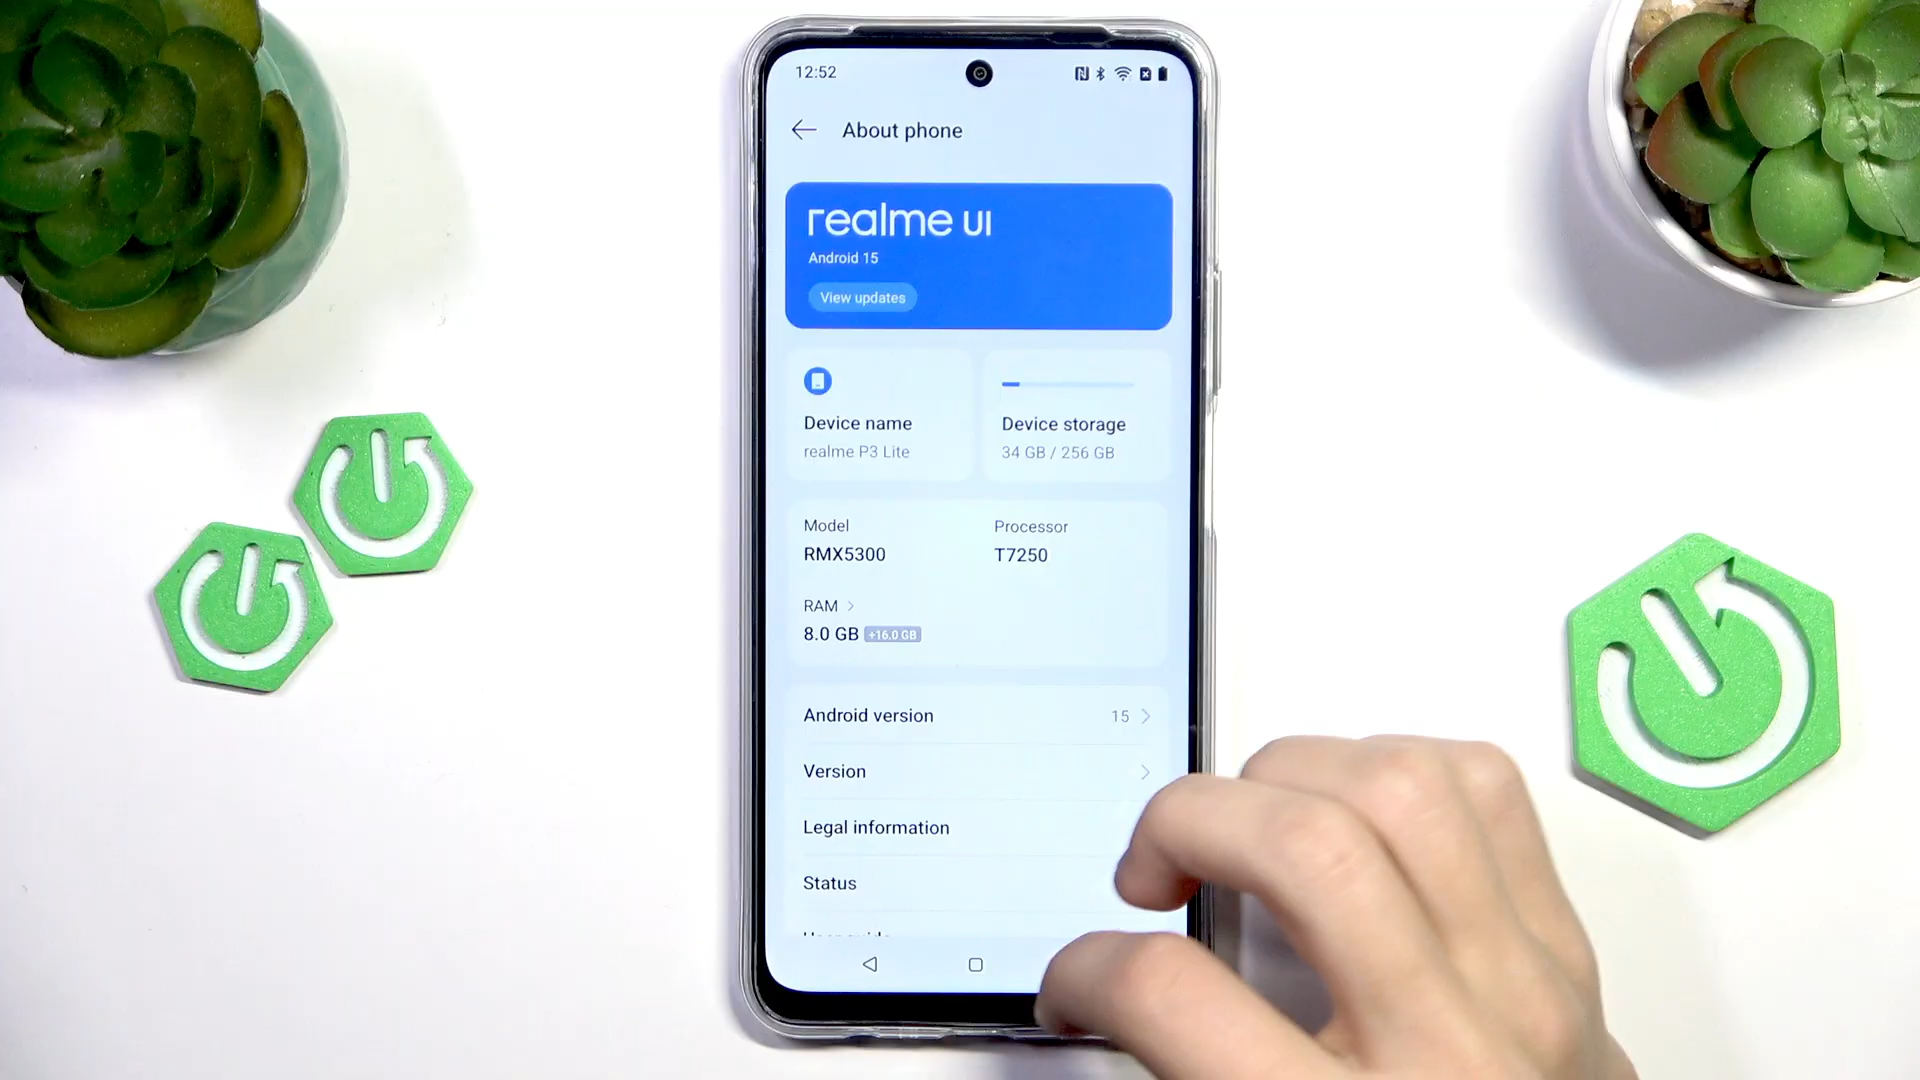 12:52
About phone
realme UI
Android 15
View updates
Device name
realme P3 Lite
Device storage
34 GB / 256 GB
Model
RMX5300
Processor
T7250
RAM
8.0 GB +16.0 GB
Android version 15
Version
Legal information
Status
User guide